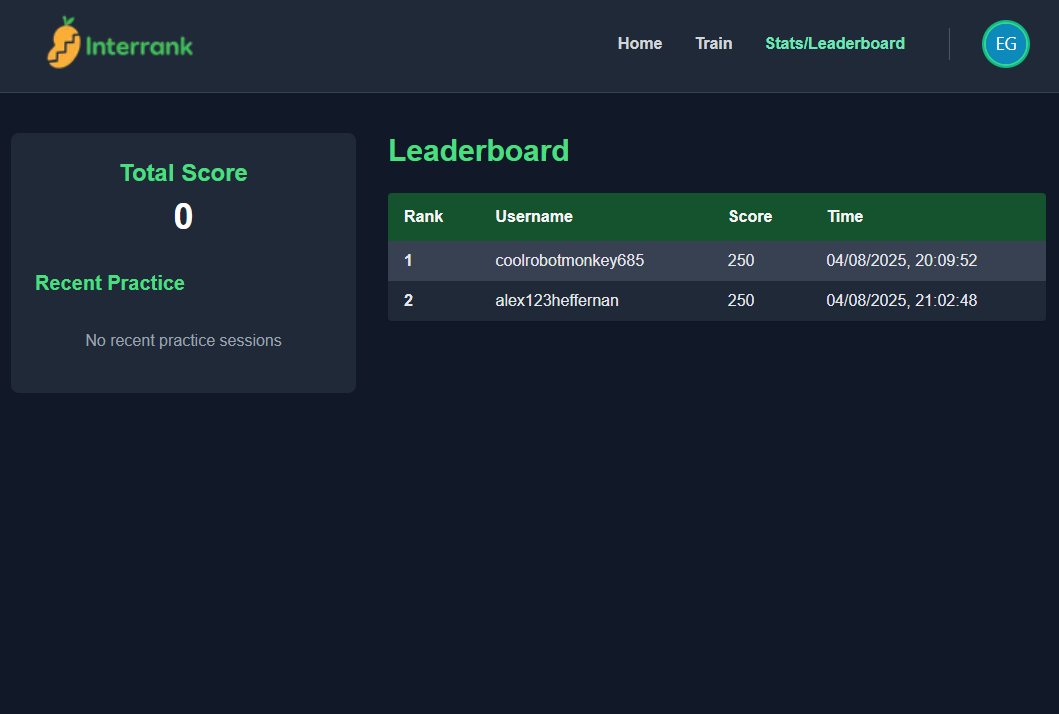 Interrank
Home Train Stats/Leaderboard EG
Total Score
0
Recent Practice
No recent practice sessions
Leaderboard
Rank Username Score Time
1 coolrobotmonkey685 250 04/08/2025, 20:09:52
2 alex123heffernan 250 04/08/2025, 21:02:48